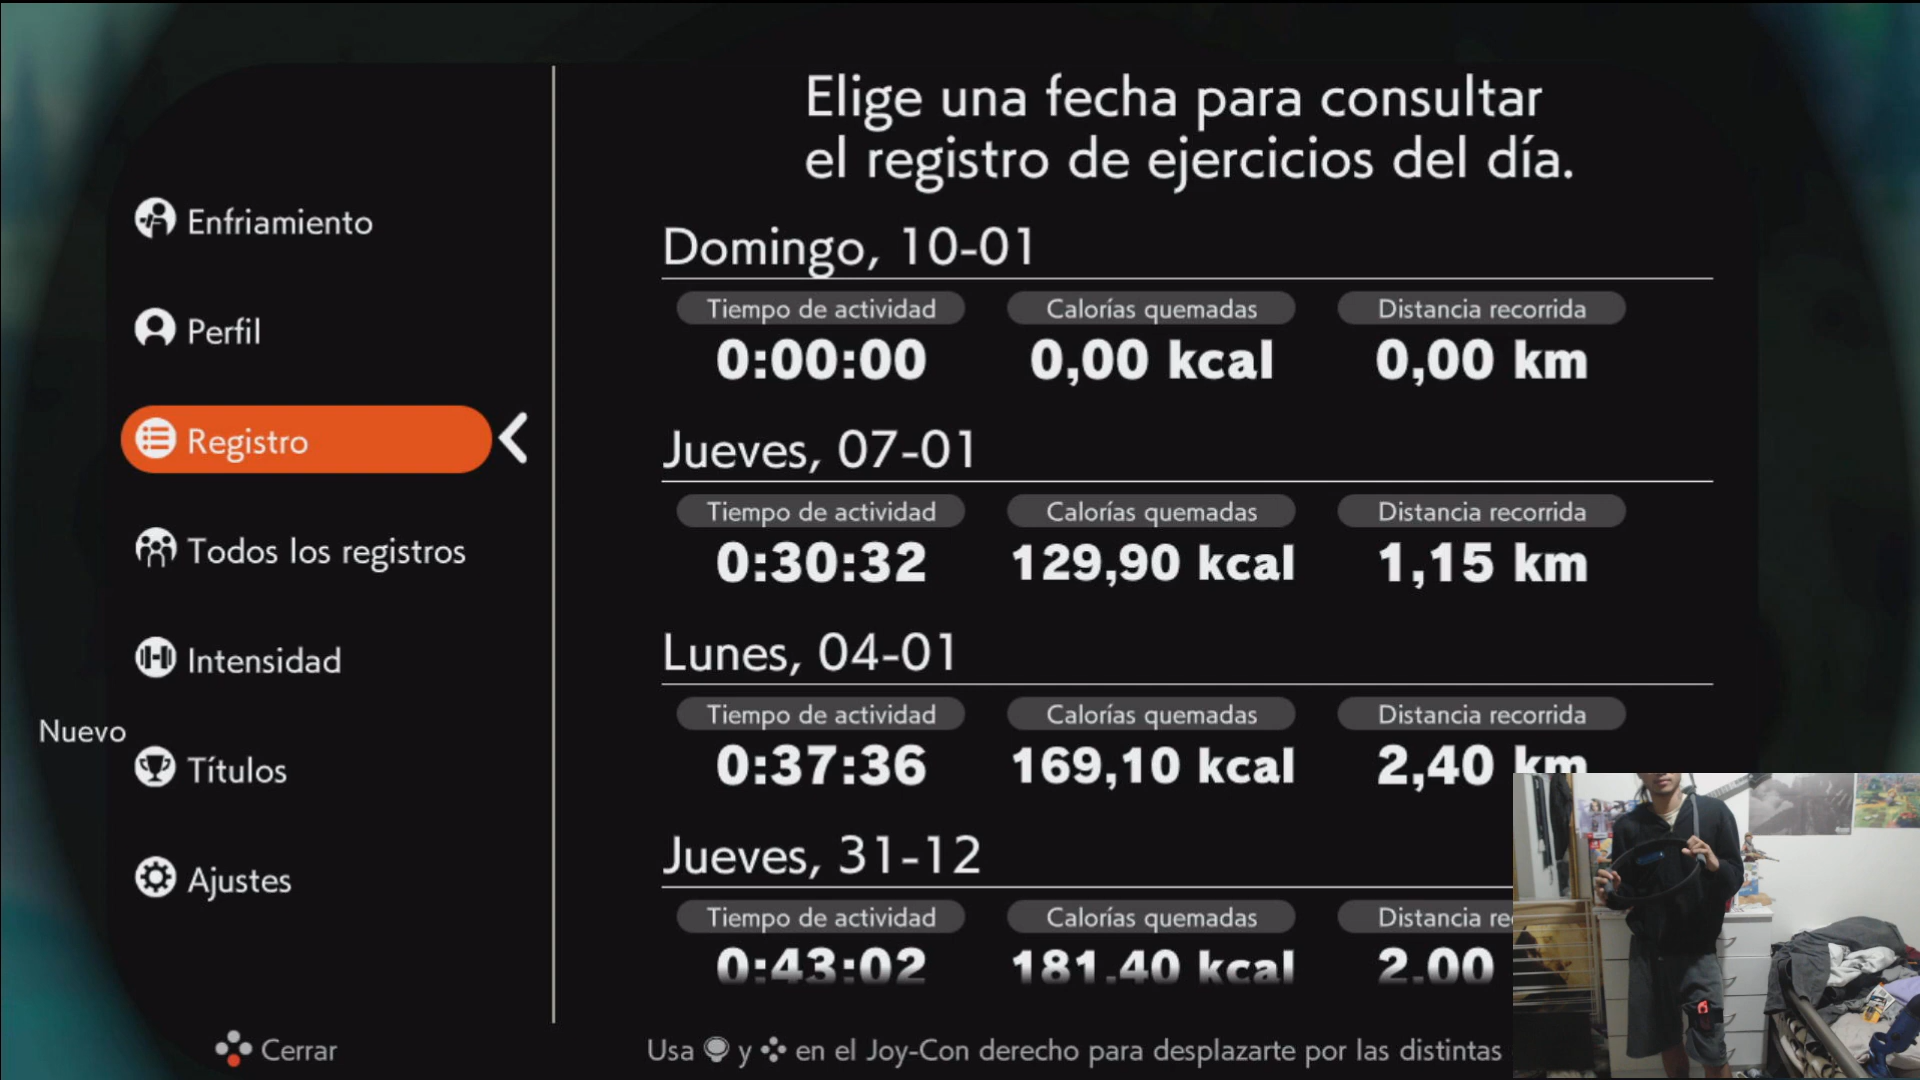 Elige una fecha para consultar
el registro de ejercicios del día.
Enfriamiento
Perfil
Registro
Todos los registros
Intensidad
Nuevo
Títulos
Ajustes
Domingo, 10-01
Tiempo de actividad Calorías quemadas Distancia recorrida
0:00:00 0,00 kcal 0,00 km
Jueves, 07-01
Tiempo de actividad Calorías quemadas Distancia recorrida
0:30:32 129,90 kcal 1,15 km
Lunes, 04-01
Tiempo de actividad Calorías quemadas Distancia recorrida
0:37:36 169,10 kcal 2,40 km
Jueves, 31-12
Tiempo de actividad Calorías quemadas Distancia re
0:43:02 181,40 kcal 2,00
Cerrar
Usa y en el Joy-Con derecho para desplazarte por las distintas